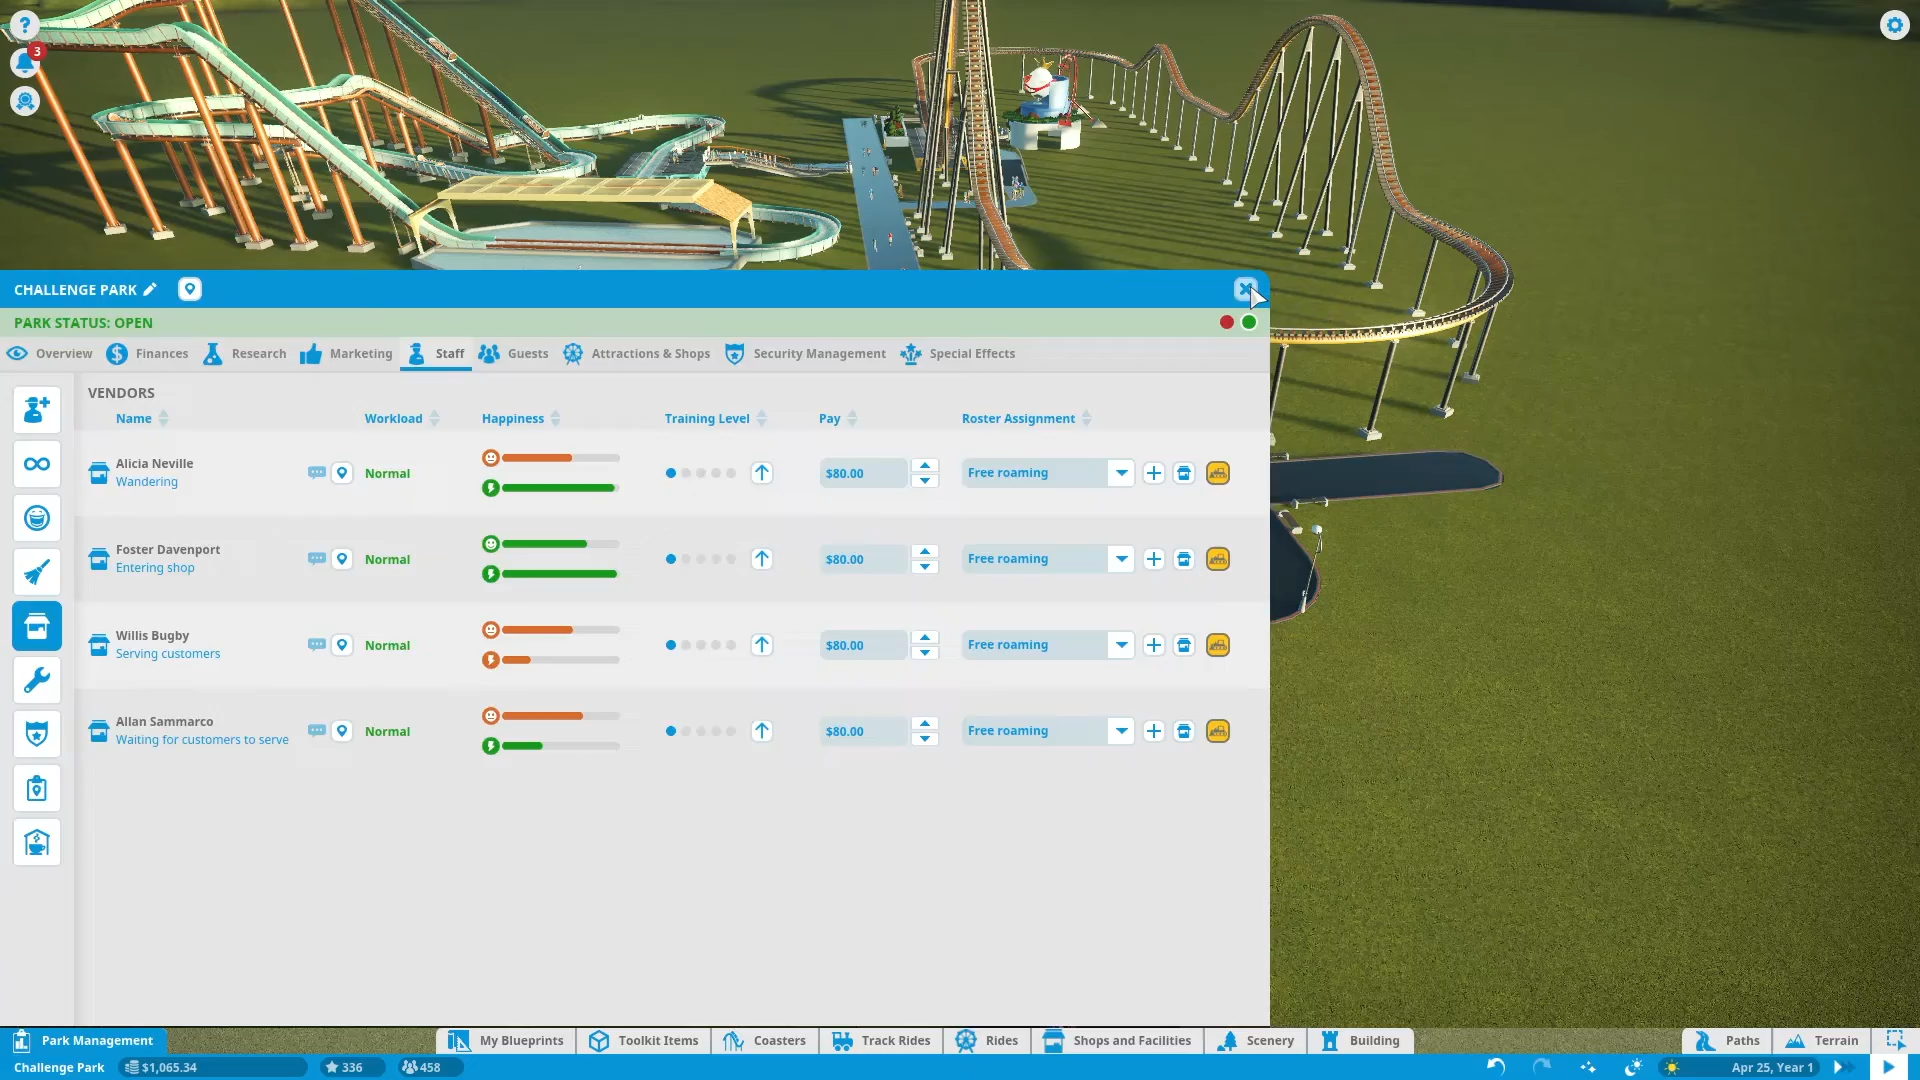 ?
3
CHALLENGE PARK
PARK STATUS: OPEN
Overview Finances Research Marketing Staff Guests Attractions & Shops Security Management Special Effects
VENDORS
Name Workload Happiness Training Level Pay Roster Assignment
Alicia Neville
Wandering
Normal $80.00 Free roaming
Foster Davenport
Entering shop
Normal $80.00 Free roaming
Willis Bugby
Serving customers
Normal $80.00 Free roaming
Allan Sammarco
Waiting for customers to serve
Normal $80.00 Free roaming
Park Management My Blueprints Toolkit Items Coasters Track Rides Rides Shops and Facilities Scenery Building Paths Terrain
Challenge Park $1,065.34 336 458 Apr 25, Year 1